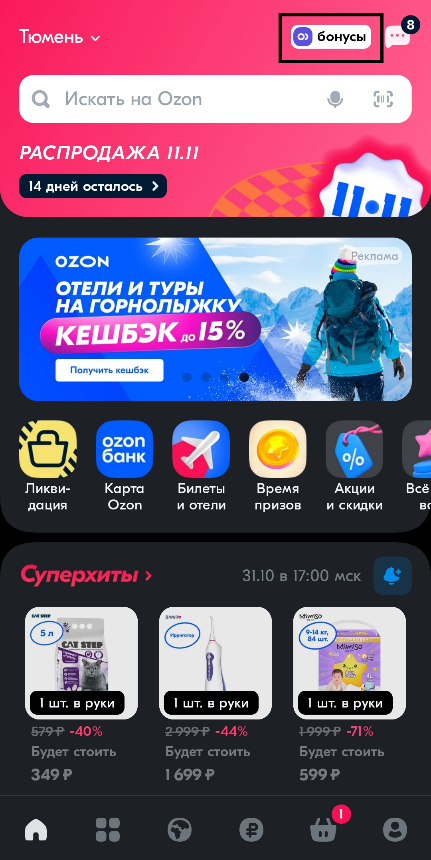 Тюмень
бонусы
8
Искать на Ozon
РАСПРОДАЖА 11.11
14 дней осталось
11.11
OZON
Реклама
ОТЕЛИ И ТУРЫ
НА ГОРНОЛЫЖКУ
КЕШБЭК до 15%
Получить кешбэк
ozon
банк
%
Ликви-
дация
Карта
Ozon
Билеты
и отели
Время
призов
Акции
и скидки
Всё
Суперхиты
31.10 в 17:00 мск
CAT STEP
5 л
CAT STEP
1 шт. в руки
579 ₽ -40%
Будет стоить
349 ₽
Ирригатор
1 шт. в руки
2 999 ₽ -44%
Будет стоить
1 699 ₽
9-14 кг,
84 шт.
1 шт. в руки
1 999 ₽ -71%
Будет стоить
599 ₽
1